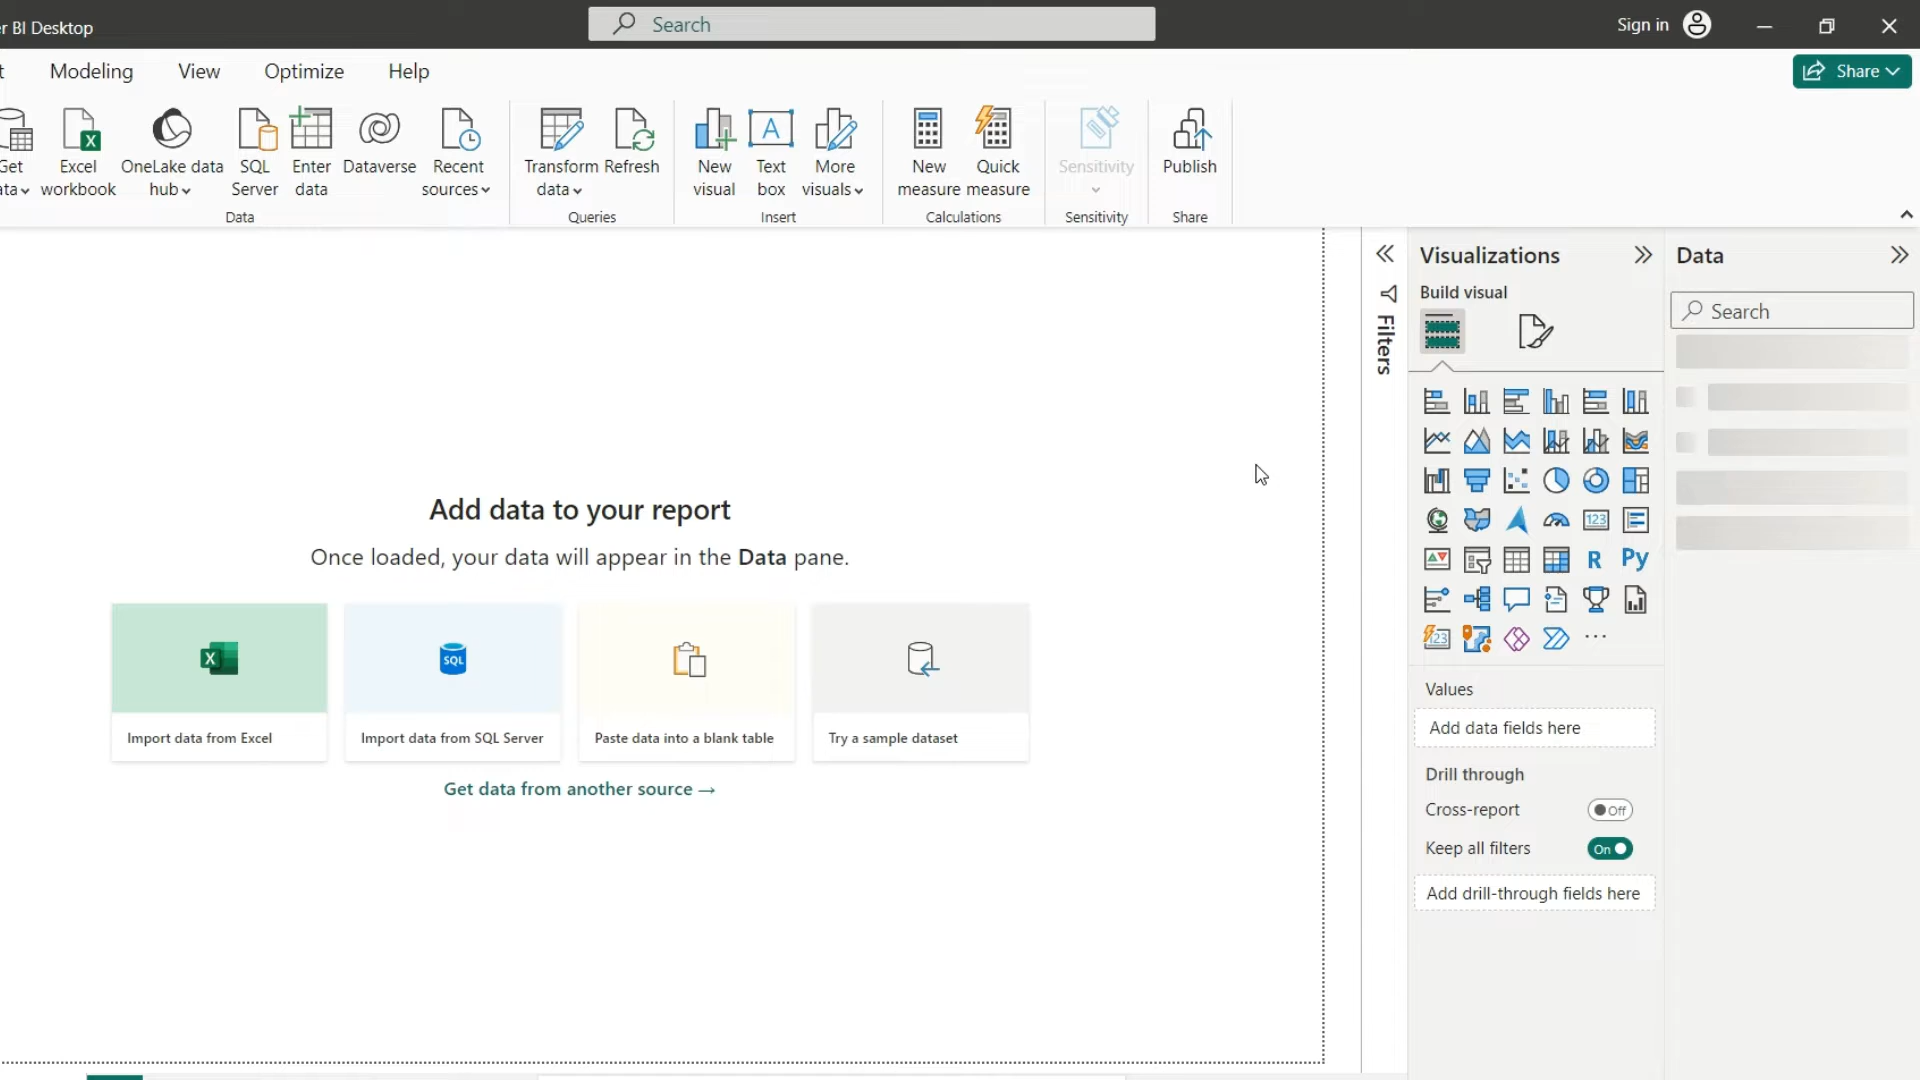 r BI Desktop
Search
Sign in
t
Modeling
View
Optimize
Help
Share
Get
ata
Excel
workbook
OneLake data
hub
SQL
Server
Enter
data
Dataverse
Recent
sources
Transform
data
Refresh
New
visual
Text
box
More
visuals
New
measure
Quick
measure
Sensitivity
Publish
Data
Queries
Insert
Calculations
Sensitivity
Share
Filters
Visualizations
Build visual
Data
Search
Add data to your report
Once loaded, your data will appear in the Data pane.
SQL
Import data from Excel
Import data from SQL Server
Paste data into a blank table
Try a sample dataset
Get data from another source →
123
R
Py
123
Values
Add data fields here
Drill through
Cross-report
Off
Keep all filters
On
Add drill-through fields here